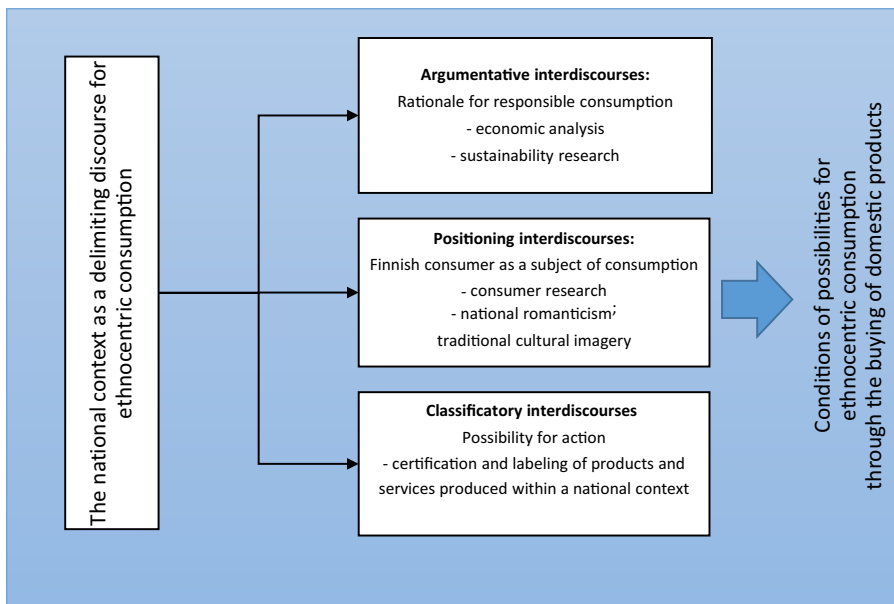 The national context as a delimiting discourse for
ethnocentric consumption
Argumentative interdiscourses:
Rationale for responsible consumption
- economic analysis
- sustainability research
Positioning interdiscourses:
Finnish consumer as a subject of consumption
- consumer research
- national romanticism;
traditional cultural imagery
Classificatory interdiscourses
Possibility for action
- certification and labeling of products and
services produced within a national context
Conditions of possibilities for
ethnocentric consumption
through the buying of domestic products